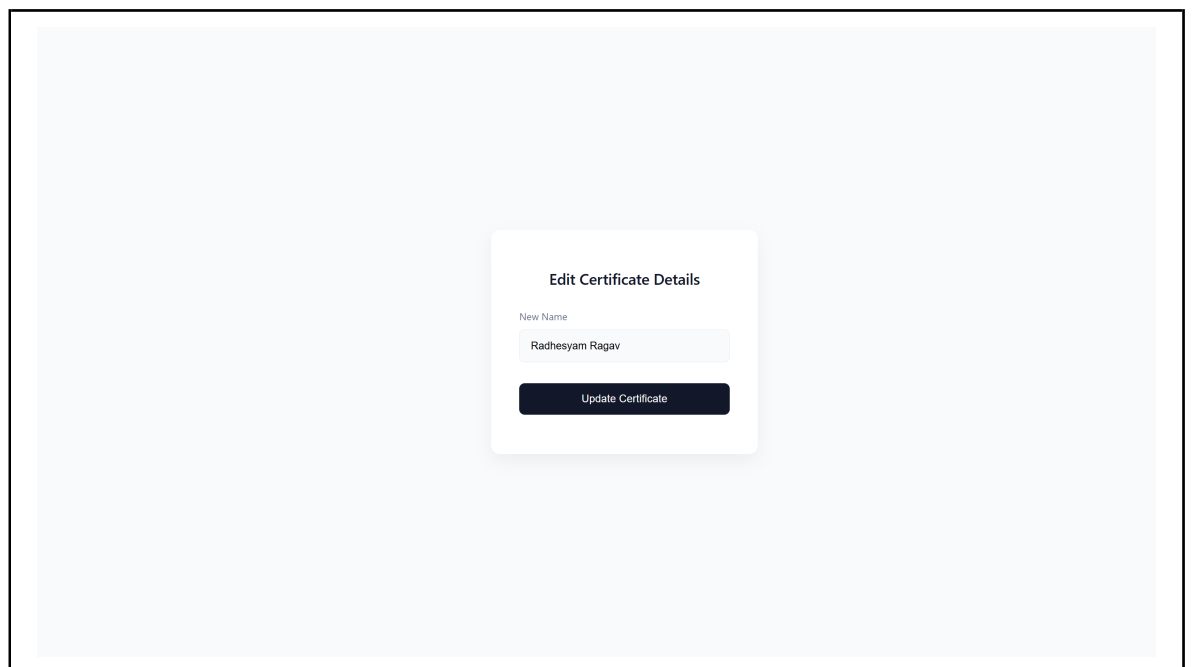 Edit Certificate Details
New Name
Radhesyam Ragav
Update Certificate